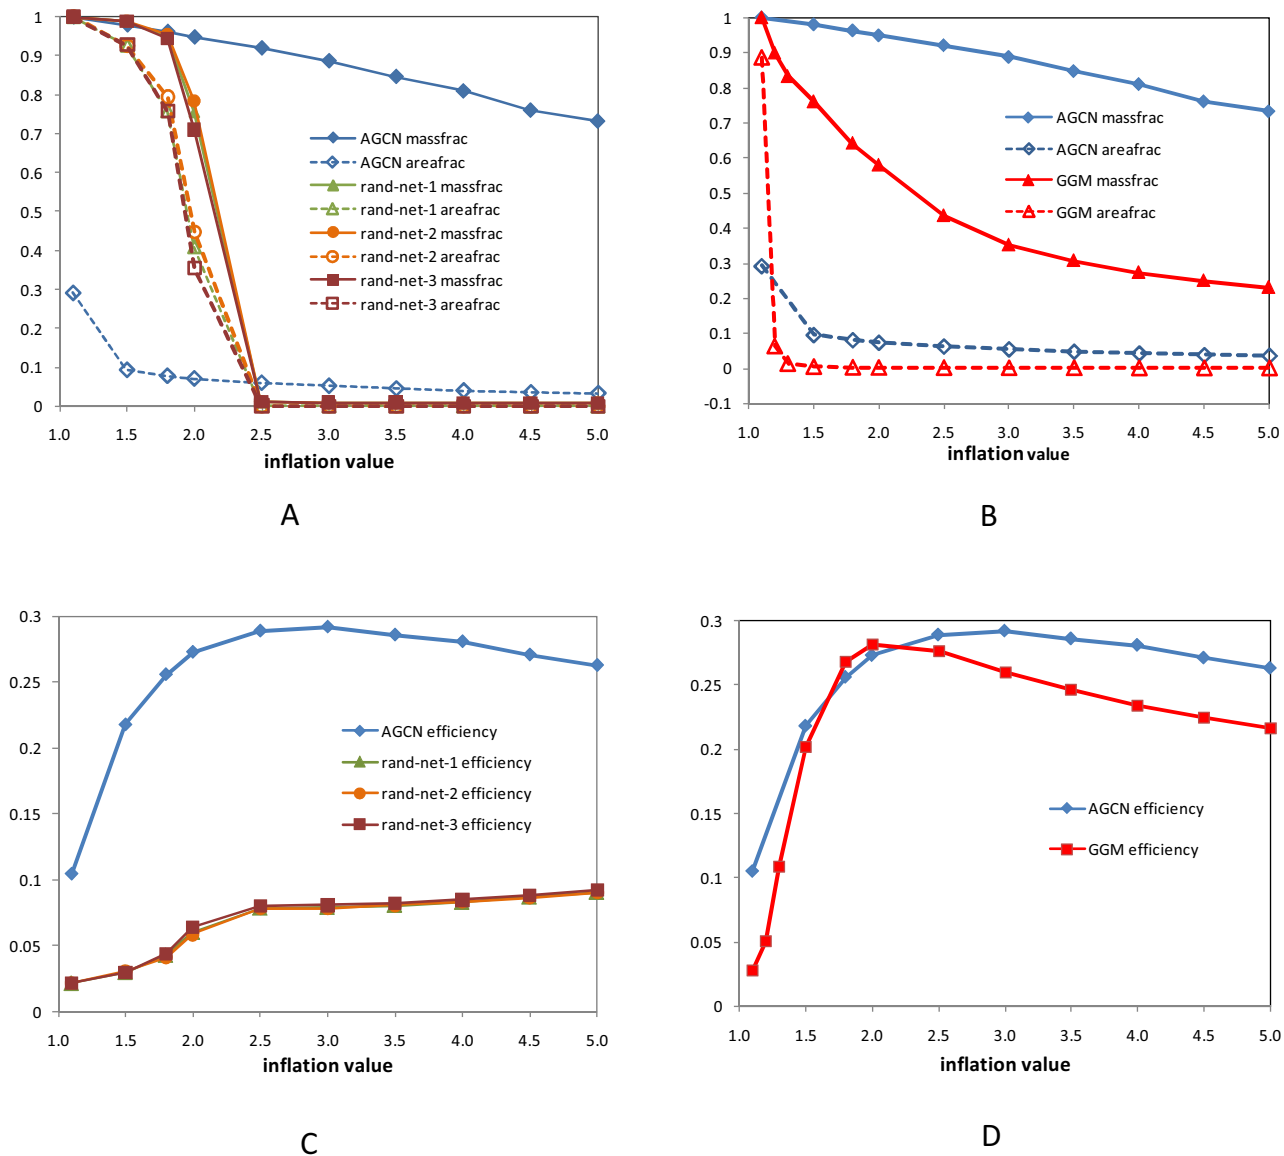 1
0.9
0.8
0.7
0.6
0.5
0.4
0.3
0.2
0.1
0
1.0 1.5 2.0 2.5 3.0 3.5 4.0 4.5 5.0
inflation value
AGCN massfrac
AGCN areafrac
rand-net-1 massfrac
rand-net-1 areafrac
rand-net-2 massfrac
rand-net-2 areafrac
rand-net-3 massfrac
rand-net-3 areafrac
A
1
0.9
0.8
0.7
0.6
0.5
0.4
0.3
0.2
0.1
0
-0.1
1.0 1.5 2.0 2.5 3.0 3.5 4.0 4.5 5.0
inflation value
AGCN massfrac
AGCN areafrac
GGM massfrac
GGM areafrac
B
0.3
0.25
0.2
0.15
0.1
0.05
0
1.0 1.5 2.0 2.5 3.0 3.5 4.0 4.5 5.0
inflation value
AGCN efficiency
rand-net-1 efficiency
rand-net-2 efficiency
rand-net-3 efficiency
C
0.3
0.25
0.2
0.15
0.1
0.05
0
1.0 1.5 2.0 2.5 3.0 3.5 4.0 4.5 5.0
inflation value
AGCN efficiency
GGM efficiency
D